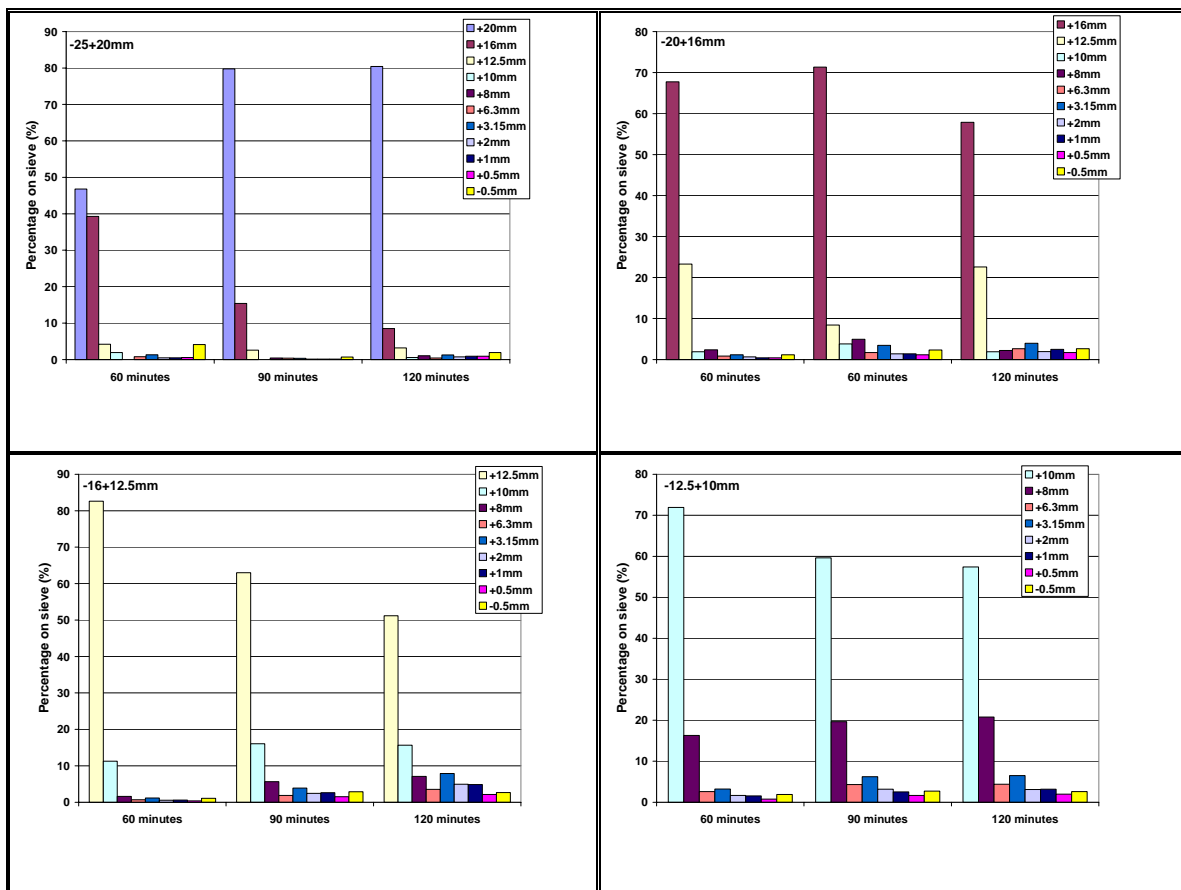 -25+20mm
Percentage on sieve (%)
90
80
70
60
50
40
30
20
10
0
60 minutes
90 minutes
120 minutes
+20mm
+16mm
+12.5mm
+10mm
+8mm
+6.3mm
+3.15mm
+2mm
+1mm
+0.5mm
-0.5mm
-20+16mm
Percentage on sieve (%)
80
70
60
50
40
30
20
10
0
60 minutes
60 minutes
120 minutes
+16mm
+12.5mm
+10mm
+8mm
+6.3mm
+3.15mm
+2mm
+1mm
+0.5mm
-0.5mm
-16+12.5mm
Percentage on sieve (%)
90
80
70
60
50
40
30
20
10
0
60 minutes
90 minutes
120 minutes
+12.5mm
+10mm
+8mm
+6.3mm
+3.15mm
+2mm
+1mm
+0.5mm
-0.5mm
-12.5+10mm
Percentage on sieve (%)
80
70
60
50
40
30
20
10
0
60 minutes
90 minutes
120 minutes
+10mm
+8mm
+6.3mm
+3.15mm
+2mm
+1mm
+0.5mm
-0.5mm